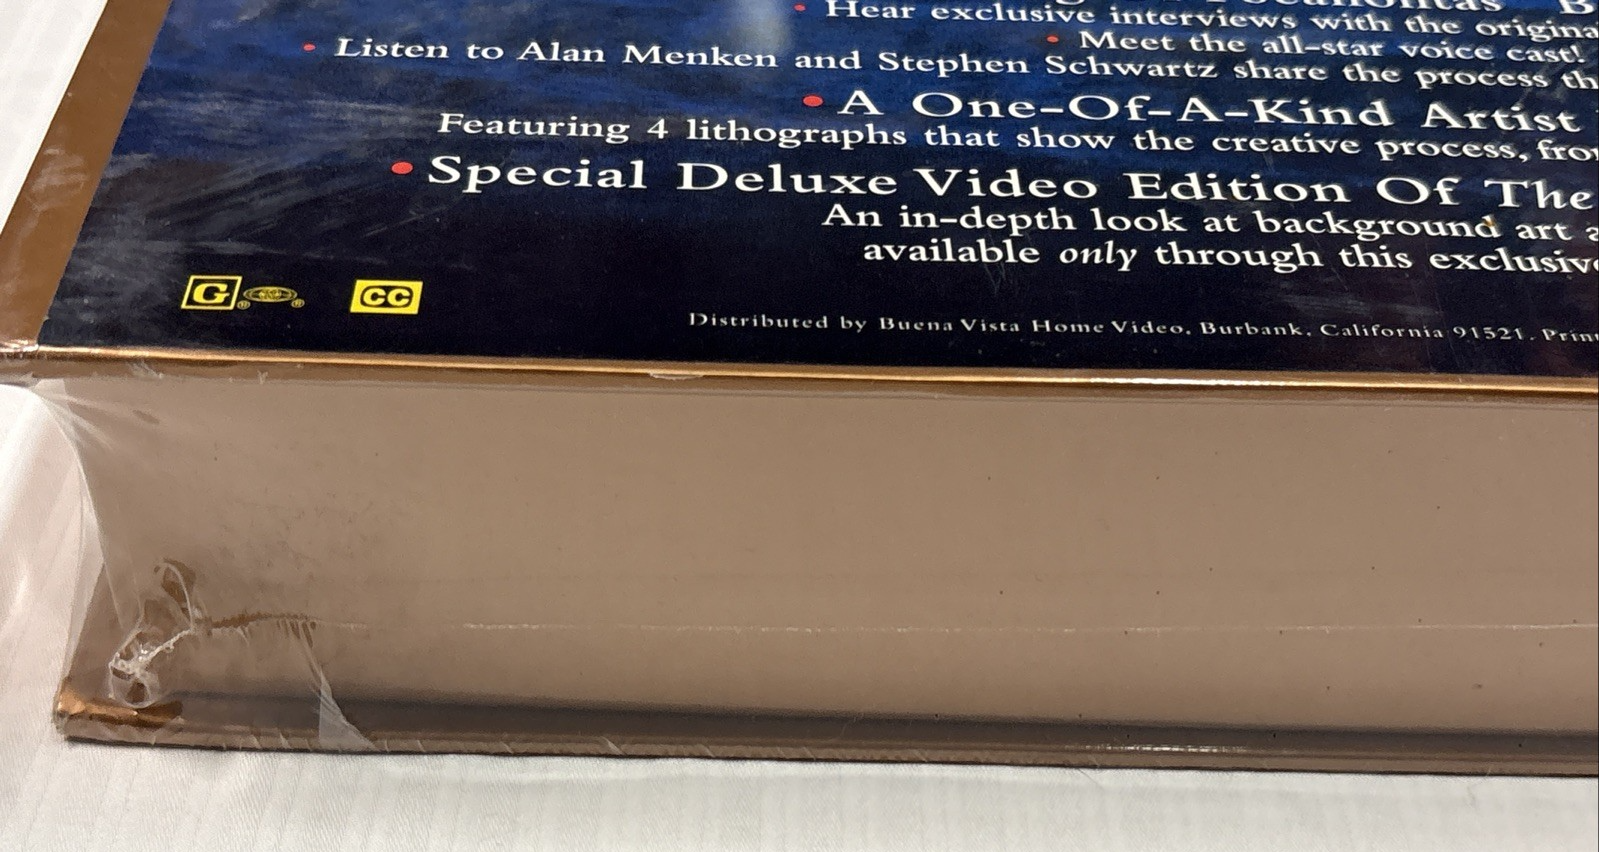 Hear exclusive interviews with the origina
• Meet the all-star voice cast!
• Listen to Alan Menken and Stephen Schwartz share the process th
• A One-Of-A-Kind Artist
Featuring 4 lithographs that show the creative process, fro
• Special Deluxe Video Edition Of The
An in-depth look at background art a
available only through this exclusiv
G ® ® CC
Distributed by Buena Vista Home Video, Burbank, California 91521. Prin